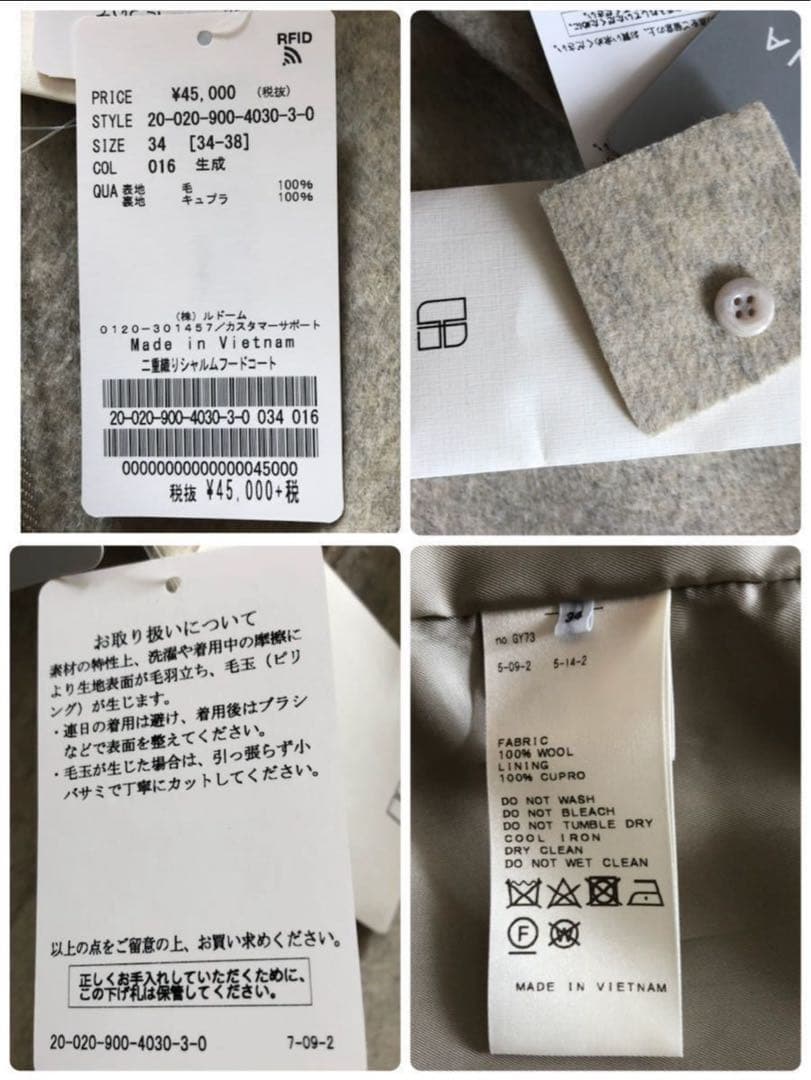 RFID
PRICE ¥45,000 (税抜)
STYLE 20-020-900-4030-3-0
SIZE 34 [34-38]
COL 016 生成
QUA 表地 毛 100%
裏地 キュプラ 100%
(株) ルドーム
0120-301457/カスタマーサポート
Made in Vietnam
二重織りシャルムフードコート
20-020-900-4030-3-0 034 016
00000000000000045000
税抜 ¥45,000+税
お取り扱いについて
素材の特性上、洗濯や着用中の摩擦に
より生地表面が毛羽立ち、毛玉（ピリ
ング）が生じます。
・連日の着用は避け、着用後はブラシ
などで表面を整えてください。
・毛玉が生じた場合は、引っ張らず小
バサミで丁寧にカットしてください。
以上の点をご留意の上、お買い求めください。
正しくお手入れしていただくために、
この下げ札は保管してください。
20-020-900-4030-3-0 7-09-2
34
no GY73
5-09-2 5-14-2
FABRIC
100% WOOL
LINING
100% CUPRO
DO NOT WASH
DO NOT BLEACH
DO NOT TUMBLE DRY
COOL IRON
DRY CLEAN
DO NOT WET CLEAN
F W
MADE IN VIETNAM